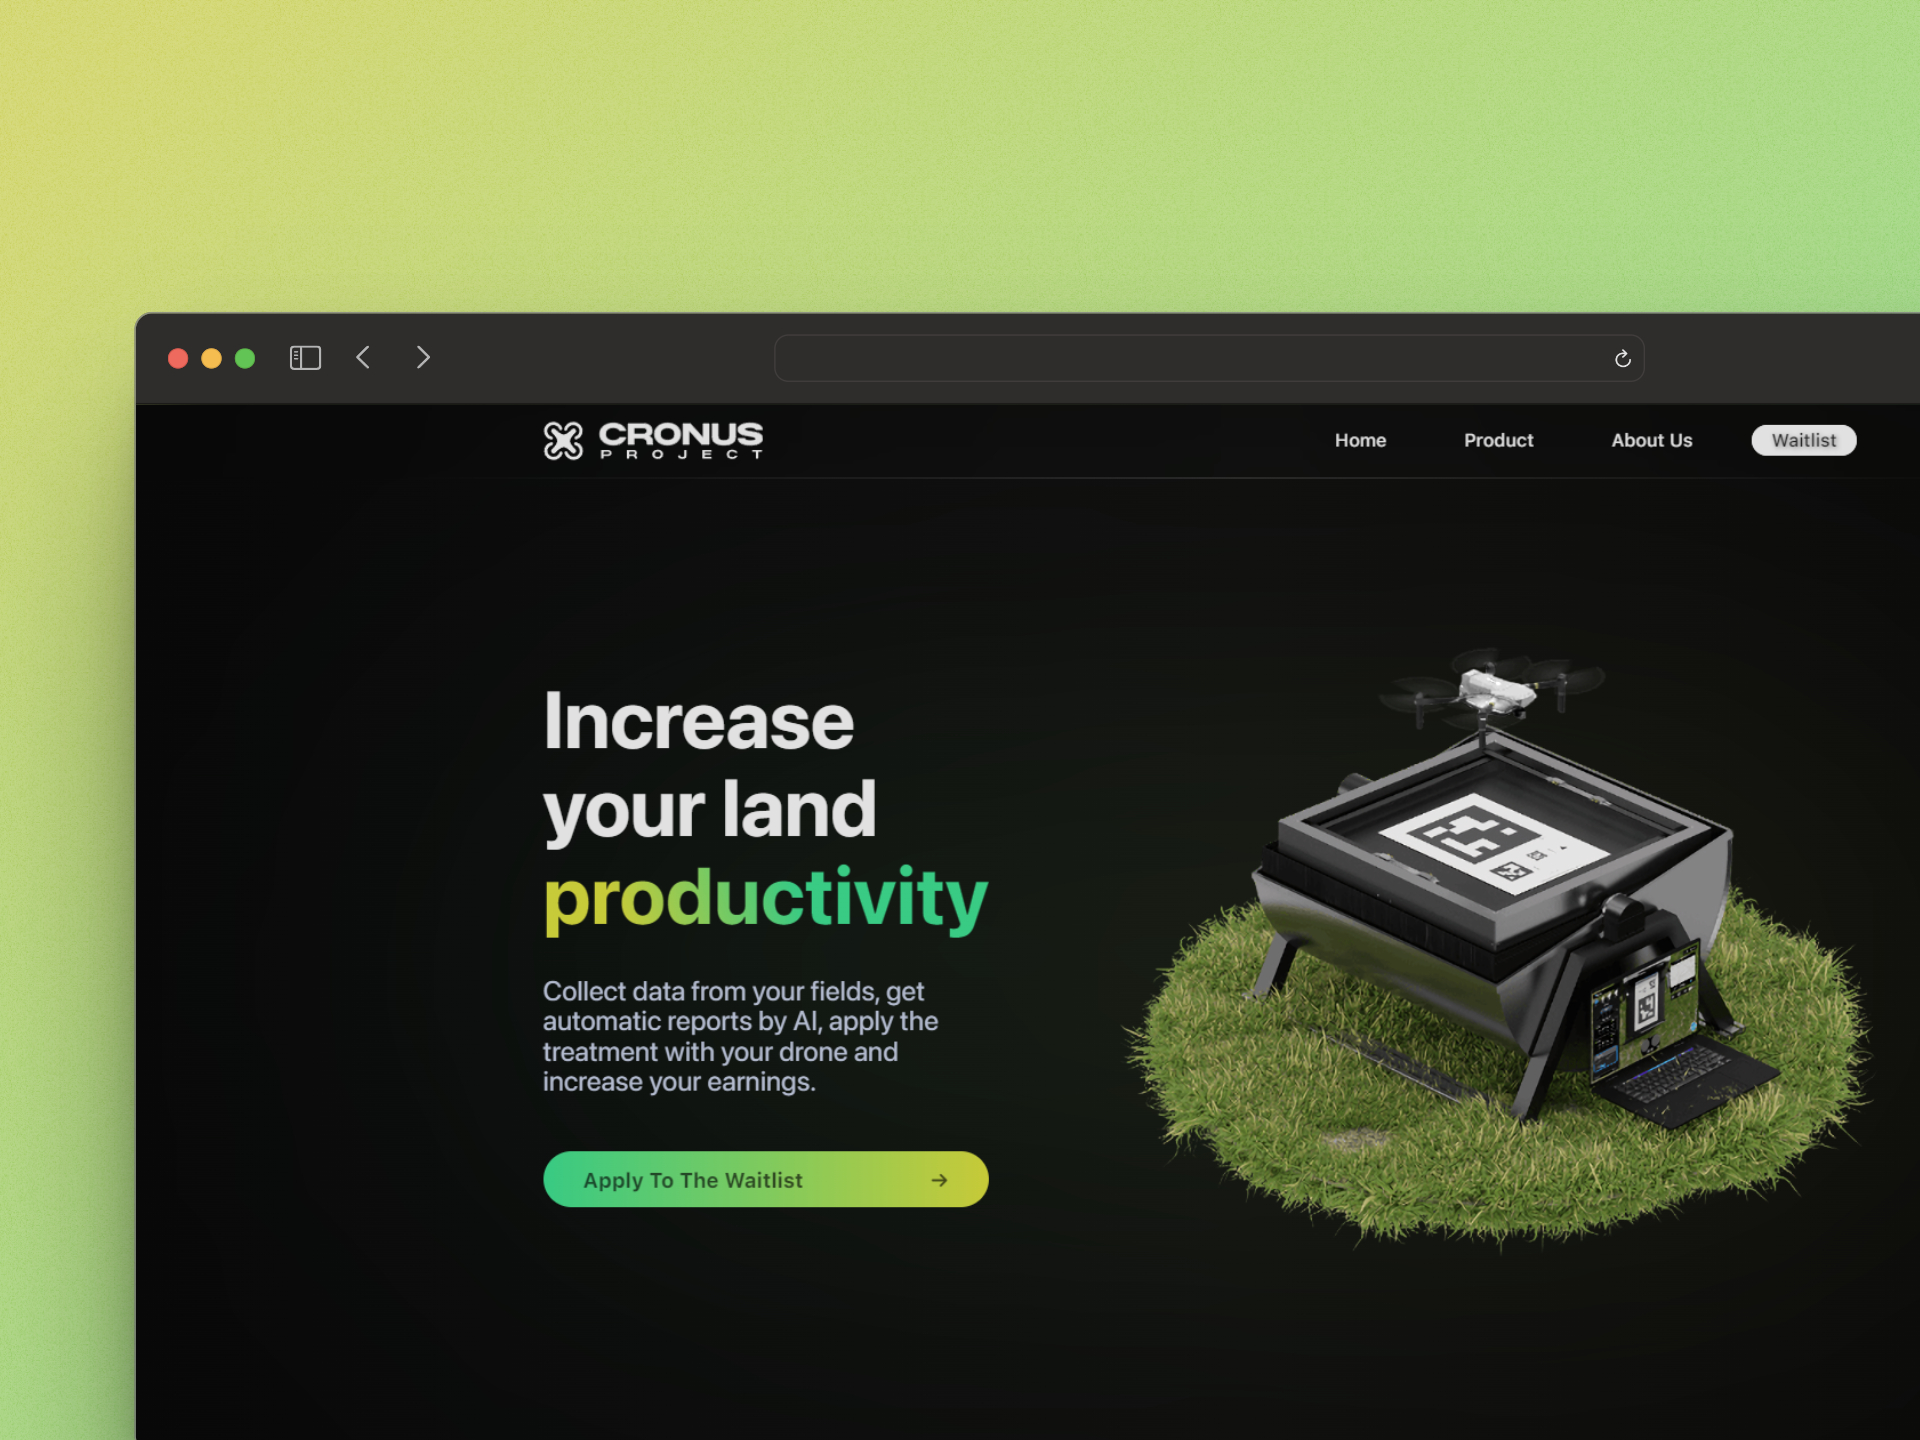 CRONUS
PROJECT
Home
Product
About Us
Waitlist
Increase
your land
productivity
Collect data from your fields, get
automatic reports by AI, apply the
treatment with your drone and
increase your earnings.
Apply To The Waitlist →